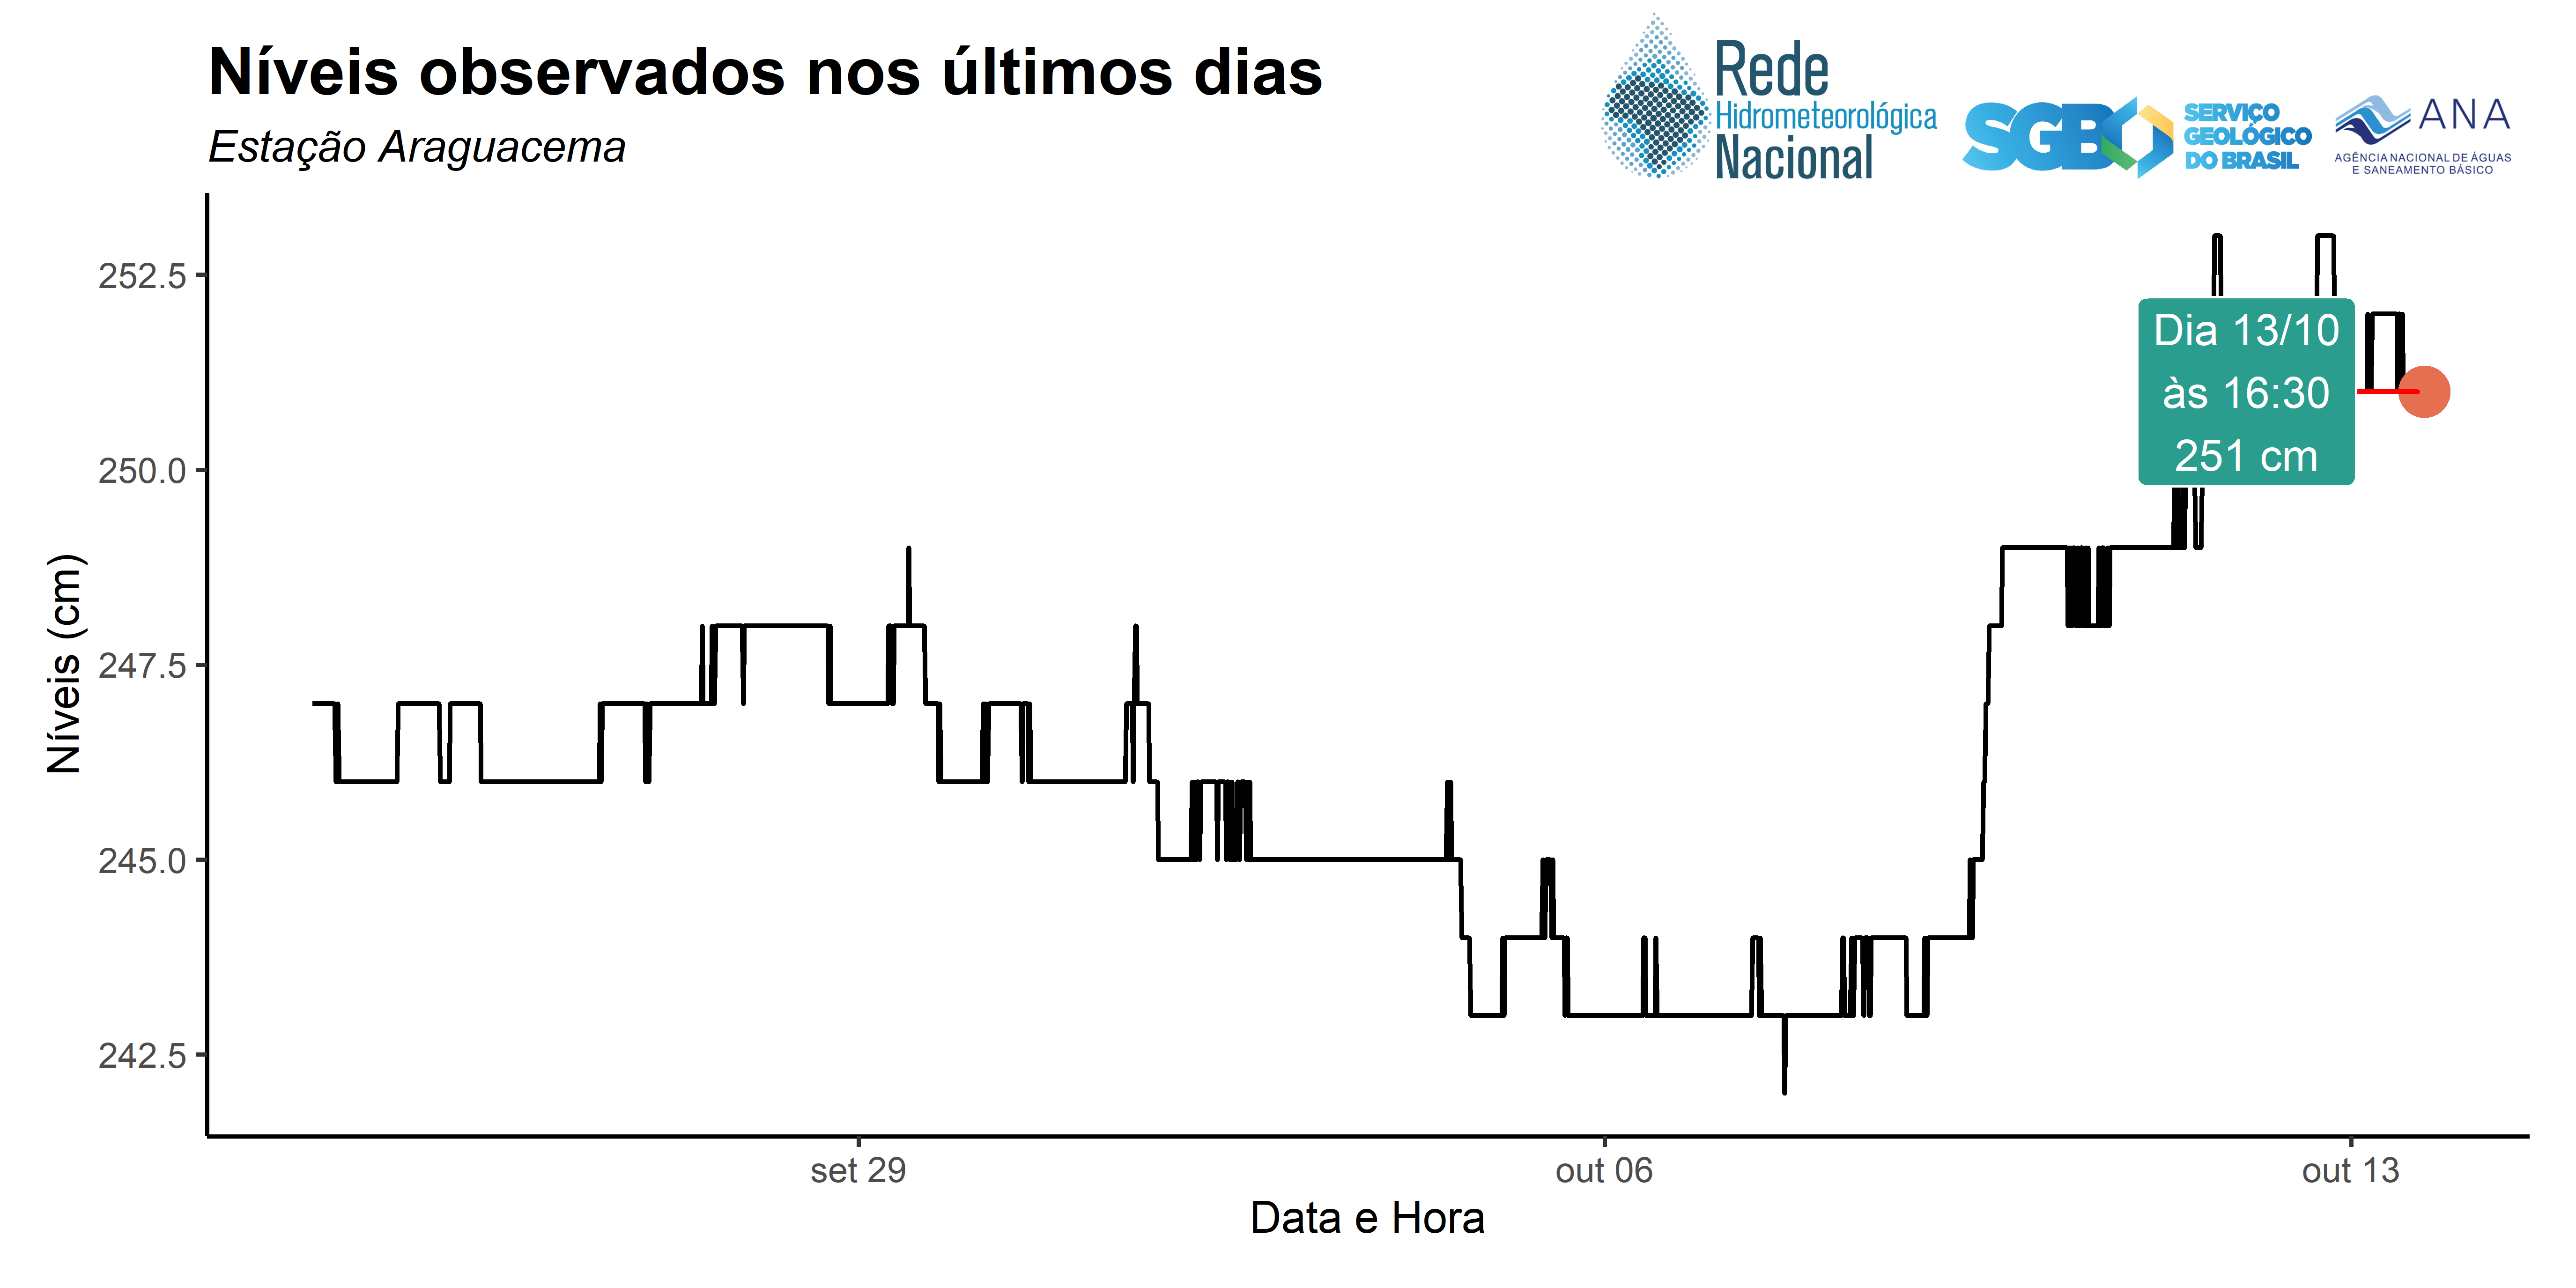 Níveis observados nos últimos dias
Estação Araguacema
Rede
Hidrometeorológica
Nacional
SGB
SERVIÇO
GEOLÓGICO
DO BRASIL
ANA
AGÊNCIA NACIONAL DE ÁGUAS
E SANEAMENTO BÁSICO
252.5
250.0
247.5
245.0
242.5
Níveis (cm)
Dia 13/10
às 16:30
251 cm
set 29
out 06
out 13
Data e Hora